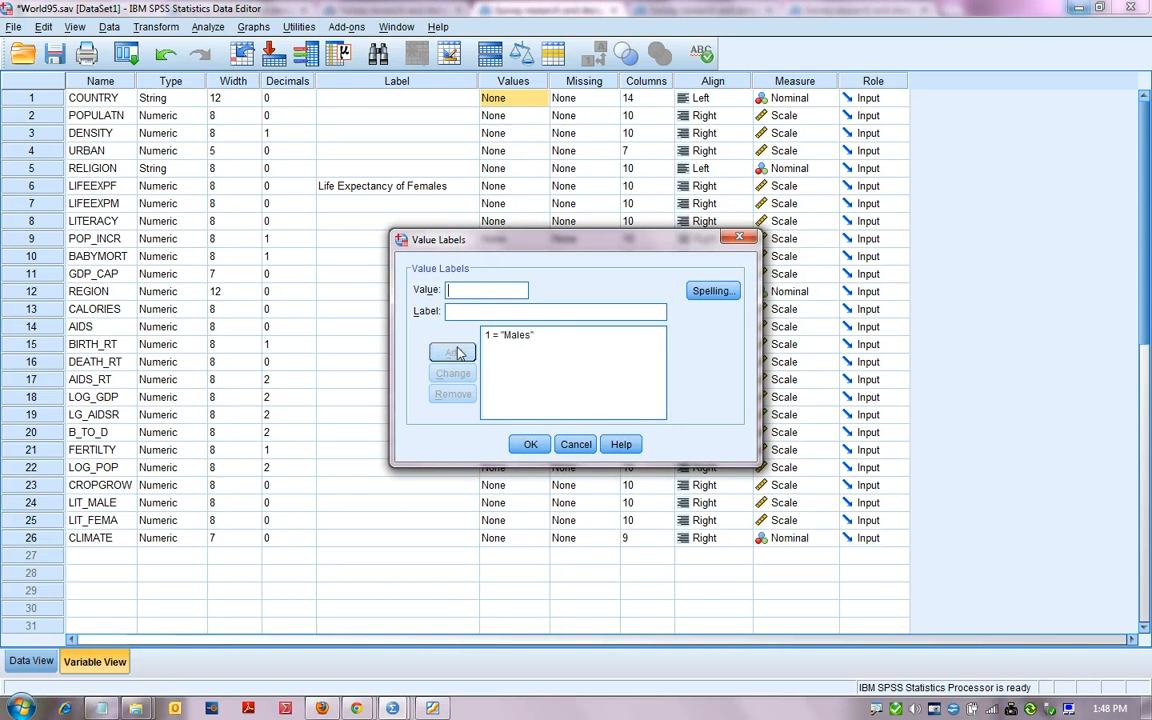 *World95.sav [DataSet1] - IBM SPSS Statistics Data Editor
File Edit View Data Transform Analyze Graphs Utilities Add-ons Window Help
Name Type Width Decimals Label Values Missing Columns Align Measure Role
1 COUNTRY String 12 0 None None 14 Left Nominal Input
2 POPULATN Numeric 8 0 None None 10 Right Scale Input
3 DENSITY Numeric 8 1 None None 10 Right Scale Input
4 URBAN Numeric 5 0 None None 7 Right Scale Input
5 RELIGION String 8 0 None None 10 Left Nominal Input
6 LIFEEXPF Numeric 8 0 Life Expectancy of Females None None 10 Right Scale Input
7 LIFEEXPM Numeric 8 0 None None 10 Right Scale Input
8 LITERACY Numeric 8 0 None None 10 Right Scale Input
9 POP_INCR Numeric 8 1 Scale Input
10 BABYMORT Numeric 8 1 Scale Input
11 GDP_CAP Numeric 7 0 Scale Input
12 REGION Numeric 12 0 Nominal Input
13 CALORIES Numeric 8 0 Scale Input
14 AIDS Numeric 8 0 Scale Input
15 BIRTH_RT Numeric 8 1 Scale Input
16 DEATH_RT Numeric 8 0 Scale Input
17 AIDS_RT Numeric 8 2 Scale Input
18 LOG_GDP Numeric 8 2 Scale Input
19 LG_AIDSR Numeric 8 2 Scale Input
20 B_TO_D Numeric 8 2 Scale Input
21 FERTILTY Numeric 8 1 Scale Input
22 LOG_POP Numeric 8 2 None None 10 Right Scale Input
23 CROPGROW Numeric 8 0 None None 10 Right Scale Input
24 LIT_MALE Numeric 8 0 None None 10 Right Scale Input
25 LIT_FEMA Numeric 8 0 None None 10 Right Scale Input
26 CLIMATE Numeric 7 0 None None 9 Right Nominal Input
27
28
29
30
31
Value Labels
Value Labels
Value:
Spelling...
Label:
1 = "Males"
Change
Remove
OK Cancel Help
Data View Variable View
IBM SPSS Statistics Processor is ready
1:48 PM